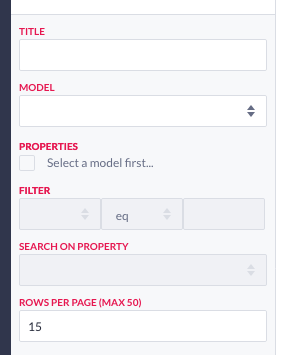 TITLE
MODEL
PROPERTIES
Select a model first...
FILTER
eq
SEARCH ON PROPERTY
ROWS PER PAGE (MAX 50)
15